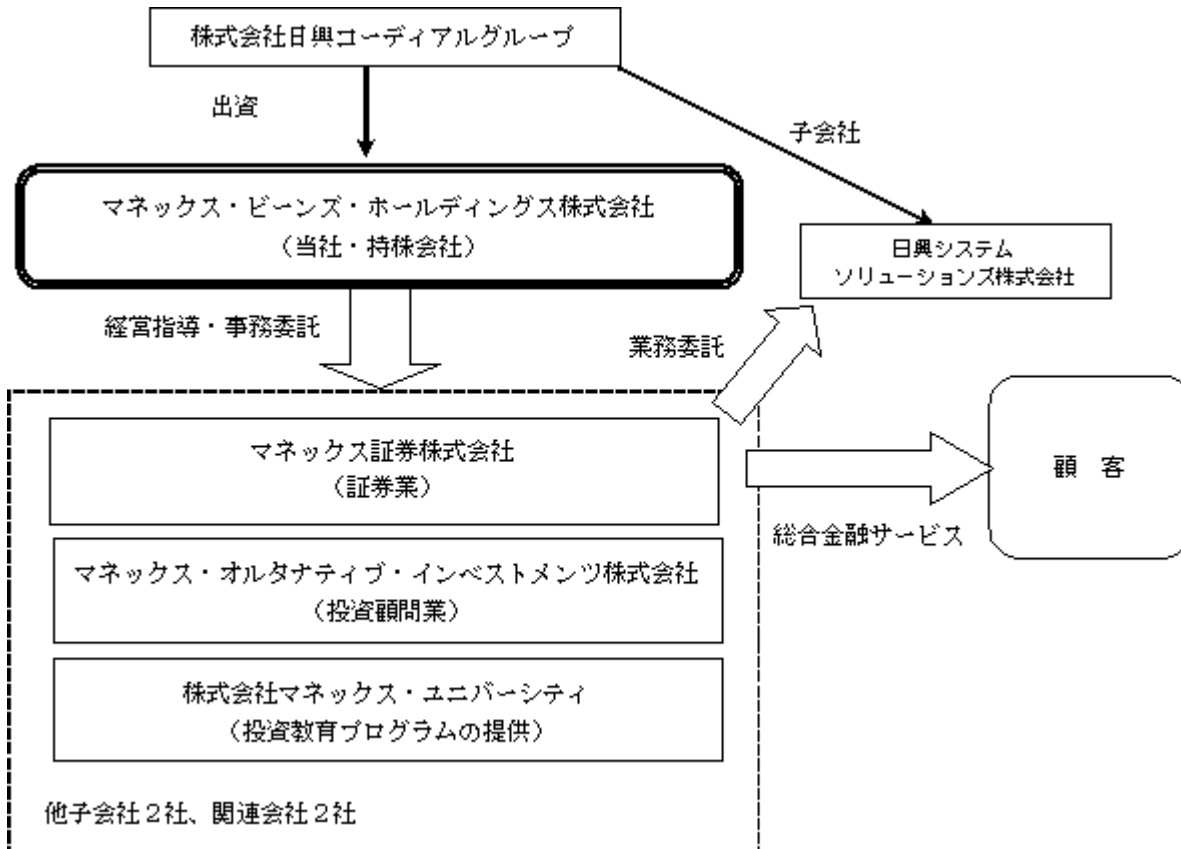 株式会社日興コーディアルグループ
出資
子会社
マネックス・ビーンズ・ホールディングス株式会社
（当社・持株会社）
日興システム
ソリューションズ株式会社
経営指導・事務委託
業務委託
マネックス証券株式会社
（証券業）
顧　客
総合金融サービス
マネックス・オルタナティブ・インベストメンツ株式会社
（投資顧問業）
株式会社マネックス・ユニバーシティ
（投資教育プログラムの提供）
他子会社２社、関連会社２社